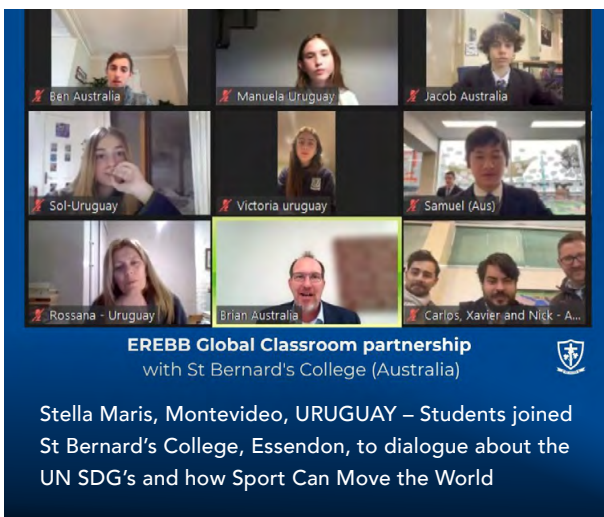 Ben Australia
Manuela Uruguay
Jacob Australia
Sol-Uruguay
Victoria uruguay
Samuel (Aus)
Rossana - Uruguay
Brian Australia
Carlos, Xavier and Nick - A...
EREBB Global Classroom partnership
with St Bernard's College (Australia)
Stella Maris, Montevideo, URUGUAY – Students joined
St Bernard’s College, Essendon, to dialogue about the
UN SDG’s and how Sport Can Move the World